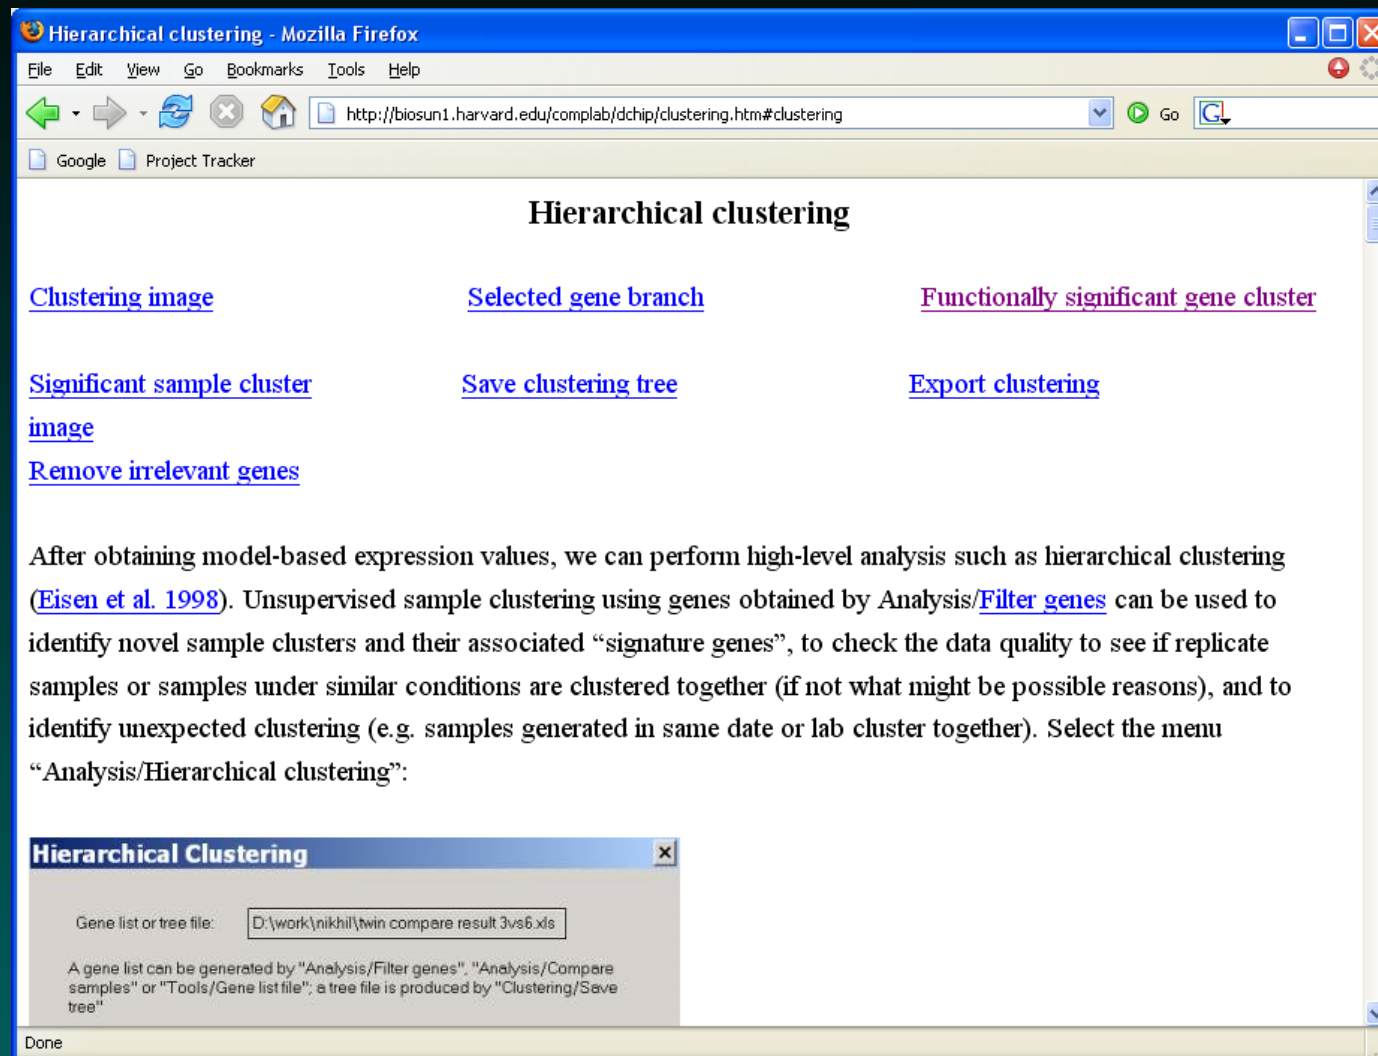 Hierarchical clustering - Mozilla Firefox
File Edit View Go Bookmarks Tools Help
http://biosun1.harvard.edu/complab/dchip/clustering.htm#clustering Go G
Google Project Tracker
Hierarchical clustering
Clustering image Selected gene branch Functionally significant gene cluster
Significant sample cluster Save clustering tree Export clustering
image
Remove irrelevant genes
After obtaining model-based expression values, we can perform high-level analysis such as hierarchical clustering
(Eisen et al. 1998). Unsupervised sample clustering using genes obtained by Analysis/Filter genes can be used to
identify novel sample clusters and their associated “signature genes”, to check the data quality to see if replicate
samples or samples under similar conditions are clustered together (if not what might be possible reasons), and to
identify unexpected clustering (e.g. samples generated in same date or lab cluster together). Select the menu
“Analysis/Hierarchical clustering”:
Hierarchical Clustering
Gene list or tree file: D:\work\nikhil\twin compare result 3vs6.xls
A gene list can be generated by "Analysis/Filter genes", "Analysis/Compare
samples" or "Tools/Gene list file"; a tree file is produced by "Clustering/Save
tree"
Done